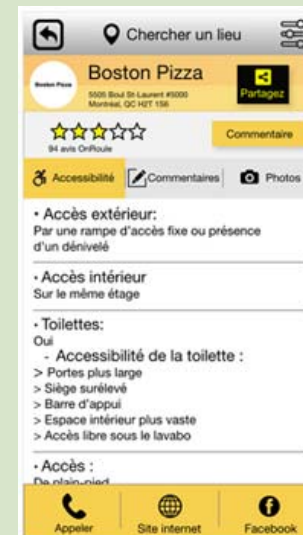 Chercher un lieu
Boston Pizza
Boston Pizza
5505 Boul St-Laurent #5000
Montréal, QC H2T 1S6
Partagez
94 avis OnRoule
Commentaire
Accessibilité
Commentaires
Photos
• Accès extérieur:
Par une rampe d'accès fixe ou présence
d'un dénivelé
• Accès intérieur
Sur le même étage
• Toilettes:
Oui
- Accessibilité de la toilette :
> Portes plus large
> Siège surélevé
> Barre d'appui
> Espace intérieur plus vaste
> Accès libre sous le lavabo
• Accès :
De plain-pied
Appeler
Site internet
Facebook